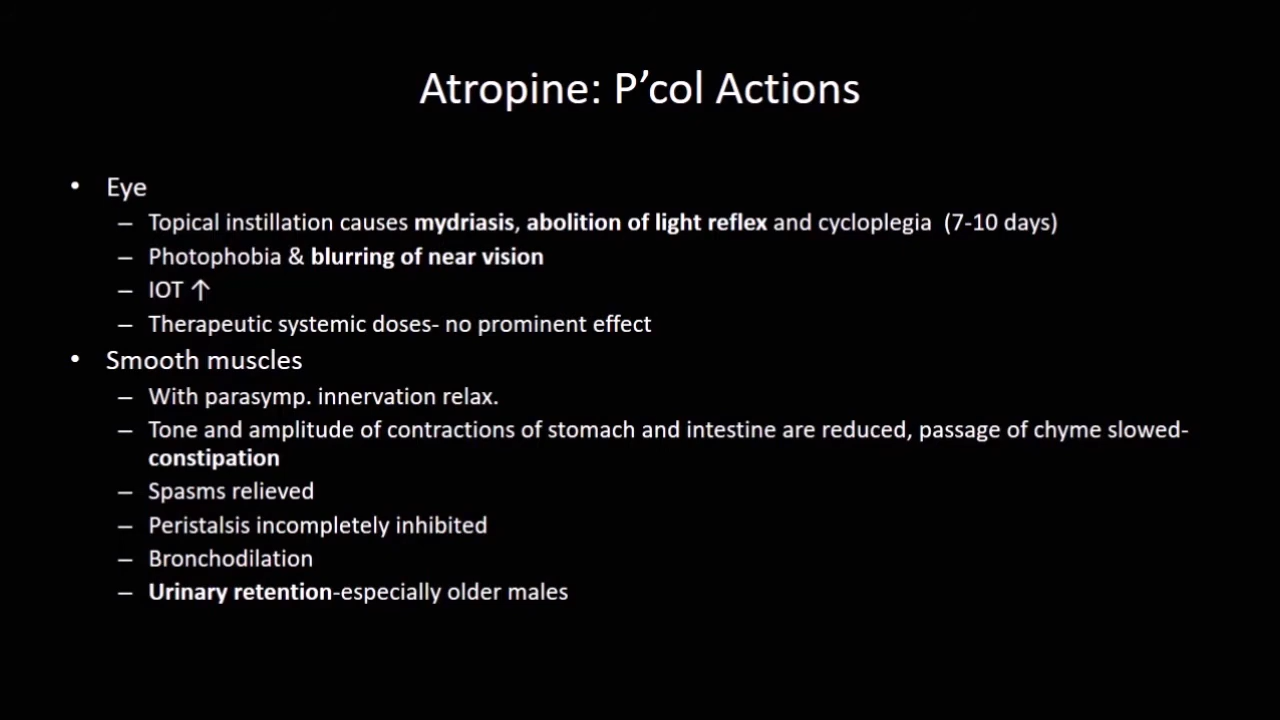 Atropine: P’col Actions
• Eye
– Topical instillation causes mydriasis, abolition of light reflex and cycloplegia (7-10 days)
– Photophobia & blurring of near vision
– IOT ↑
– Therapeutic systemic doses- no prominent effect
• Smooth muscles
– With parasymp. innervation relax.
– Tone and amplitude of contractions of stomach and intestine are reduced, passage of chyme slowed-
constipation
– Spasms relieved
– Peristalsis incompletely inhibited
– Bronchodilation
– Urinary retention-especially older males